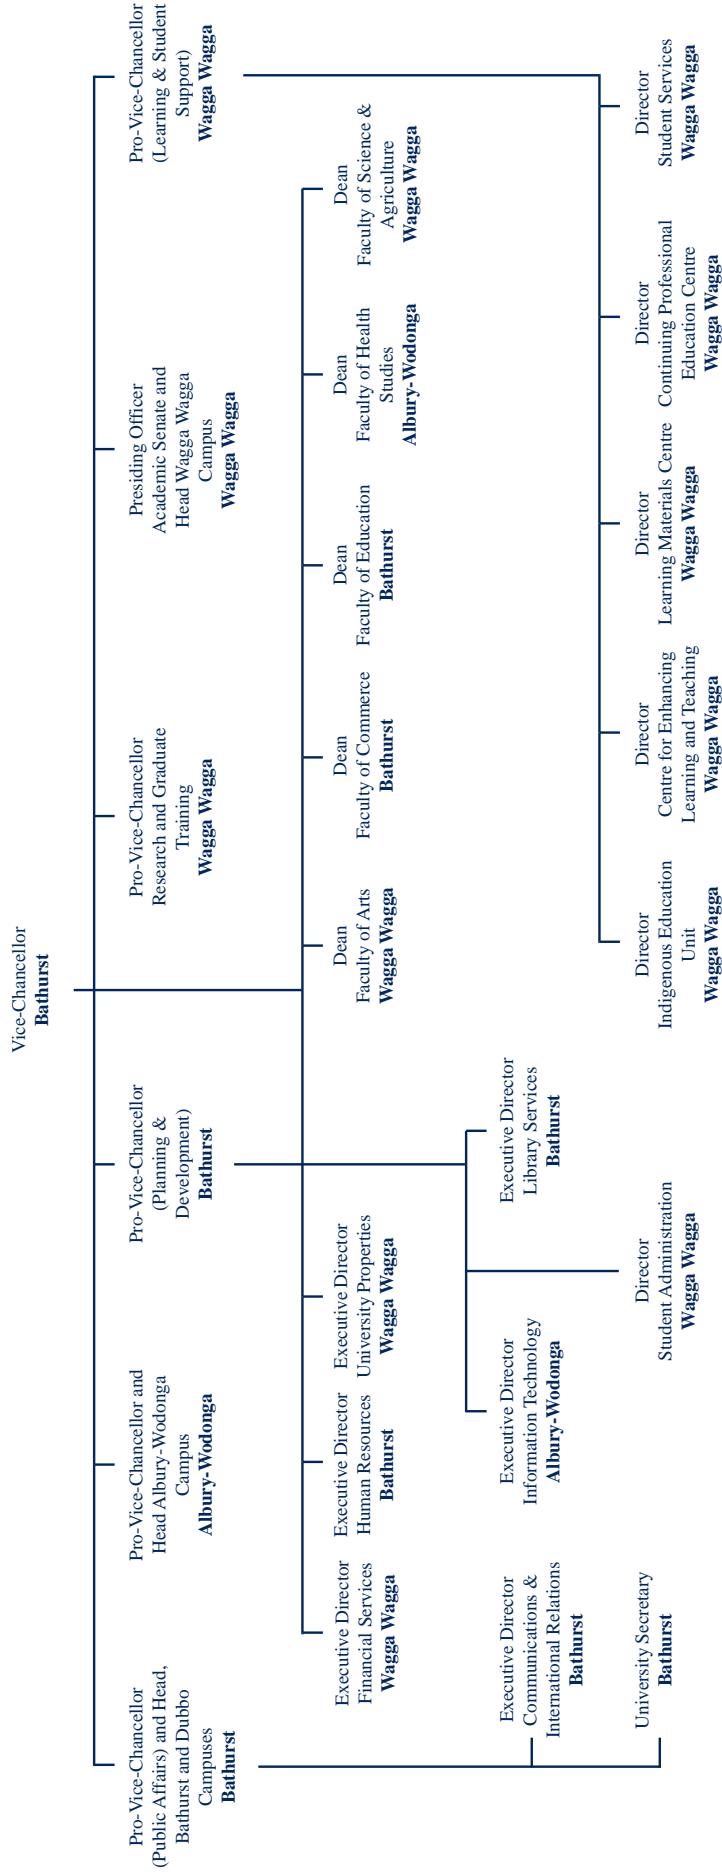 Vice-Chancellor
Bathurst
Pro-Vice-Chancellor
(Public Affairs) and Head,
Bathurst and Dubbo
Campuses
Bathurst
Pro-Vice-Chancellor and
Head Albury-Wodonga
Campus
Albury-Wodonga
Pro-Vice-Chancellor
(Planning &
Development)
Bathurst
Pro-Vice-Chancellor
Research and Graduate
Training
Wagga Wagga
Presiding Officer
Academic Senate and
Head Wagga Wagga
Campus
Wagga Wagga
Pro-Vice-Chancellor
(Learning & Student
Support)
Wagga Wagga
Executive Director
Financial Services
Wagga Wagga
Executive Director
Human Resources
Bathurst
Executive Director
University Properties
Wagga Wagga
Dean
Faculty of Arts
Wagga Wagga
Dean
Faculty of Commerce
Bathurst
Dean
Faculty of Education
Bathurst
Dean
Faculty of Health
Studies
Albury-Wodonga
Dean
Faculty of Science &
Agriculture
Wagga Wagga
Executive Director
Communications &
International Relations
Bathurst
Executive Director
Information Technology
Albury-Wodonga
Executive Director
Library Services
Bathurst
University Secretary
Bathurst
Director
Student Administration
Wagga Wagga
Director
Indigenous Education
Unit
Wagga Wagga
Director
Centre for Enhancing
Learning and Teaching
Wagga Wagga
Director
Learning Materials Centre
Wagga Wagga
Director
Continuing Professional
Education Centre
Wagga Wagga
Director
Student Services
Wagga Wagga